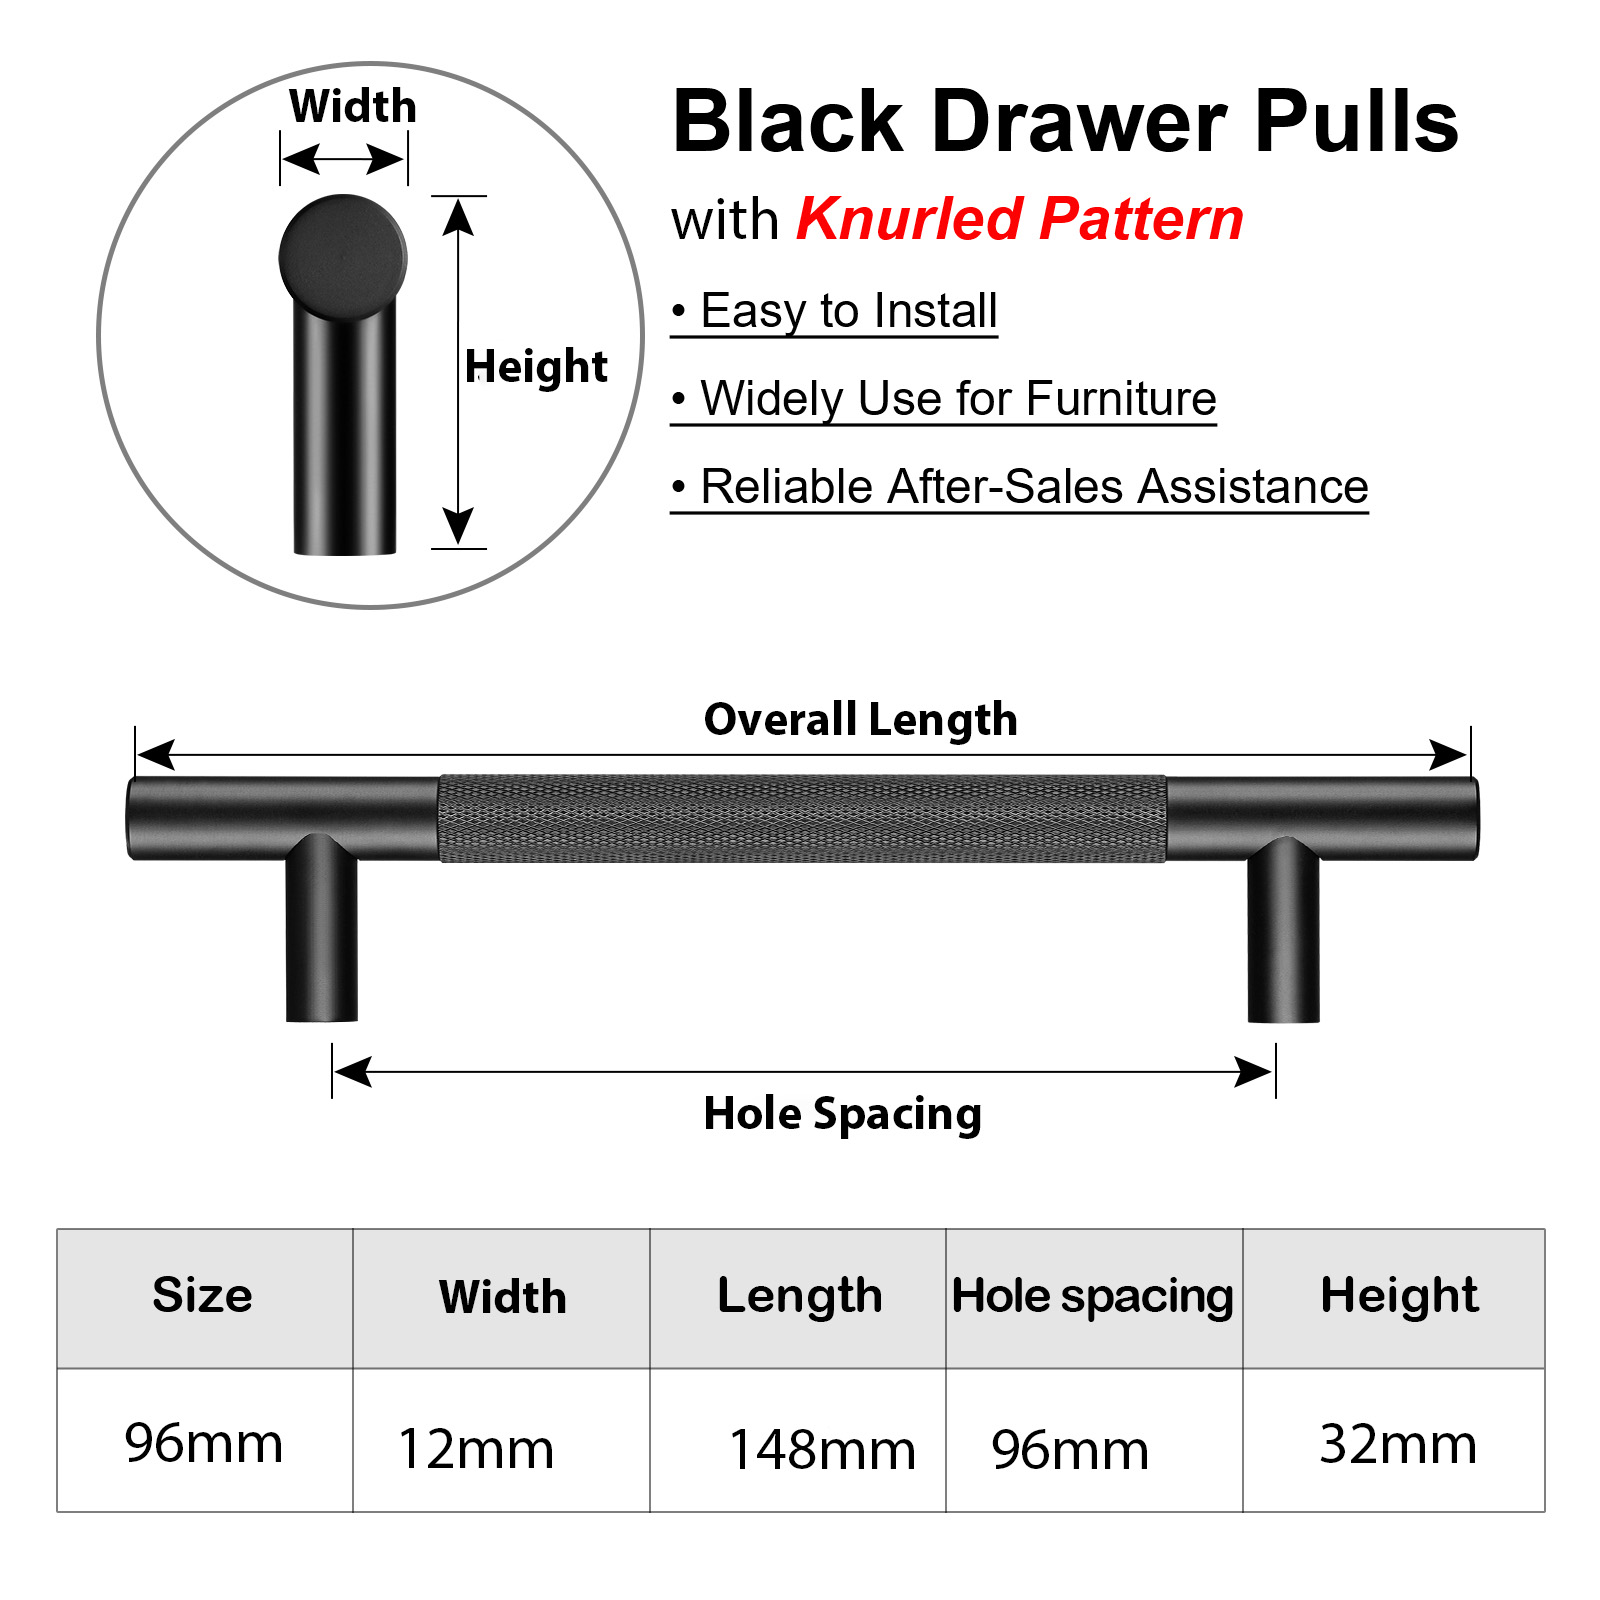 Width
Height
Black Drawer Pulls
with Knurled Pattern
• Easy to Install
• Widely Use for Furniture
• Reliable After-Sales Assistance
Overall Length
Hole Spacing
Size Width Length Hole spacing Height
96mm 12mm 148mm 96mm 32mm